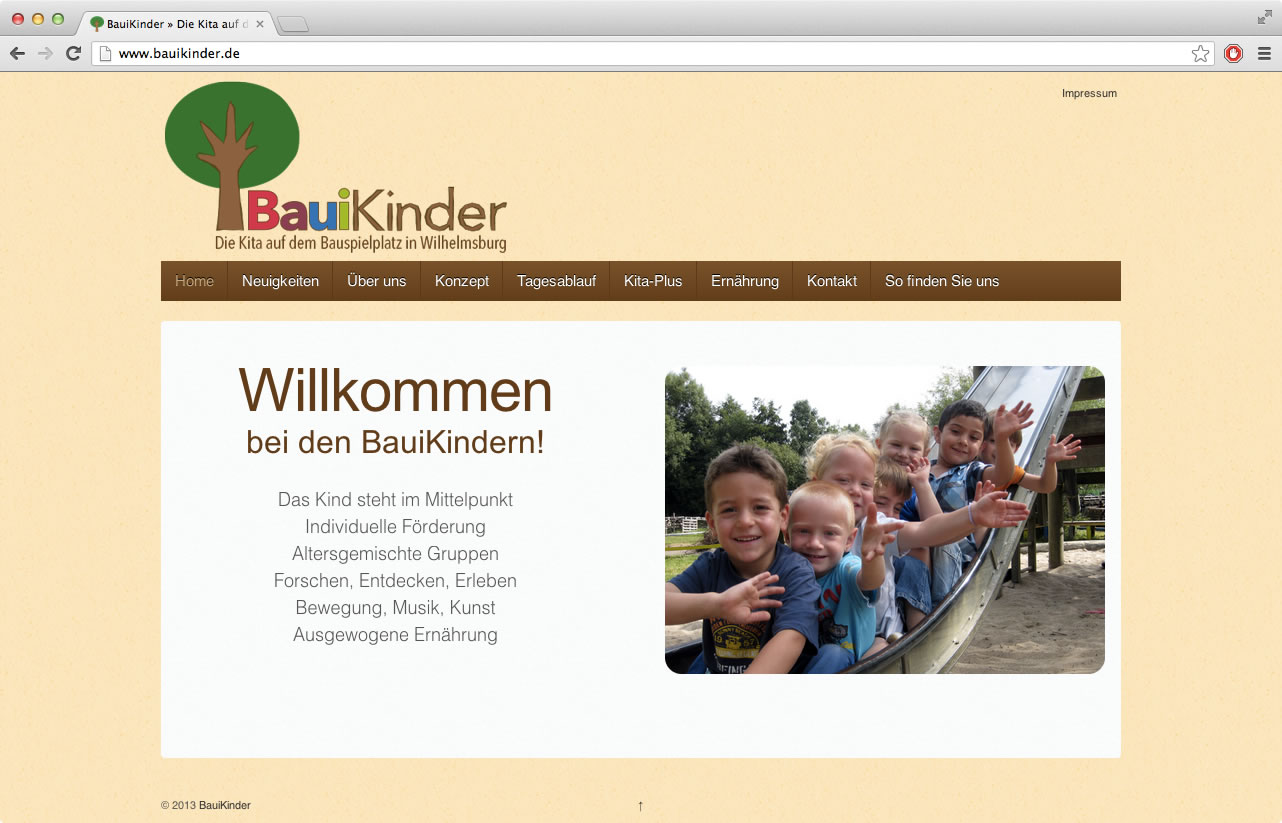 BauiKinder » Die Kita auf d
www.bauikinder.de
Impressum
BauiKinder
Die Kita auf dem Bauspielplatz in Wilhelmsburg
Home Neuigkeiten Über uns Konzept Tagesablauf Kita-Plus Ernährung Kontakt So finden Sie uns
Willkommen
bei den BauiKindern!
Das Kind steht im Mittelpunkt
Individuelle Förderung
Altersgemischte Gruppen
Forschen, Entdecken, Erleben
Bewegung, Musik, Kunst
Ausgewogene Ernährung
© 2013 BauiKinder
↑